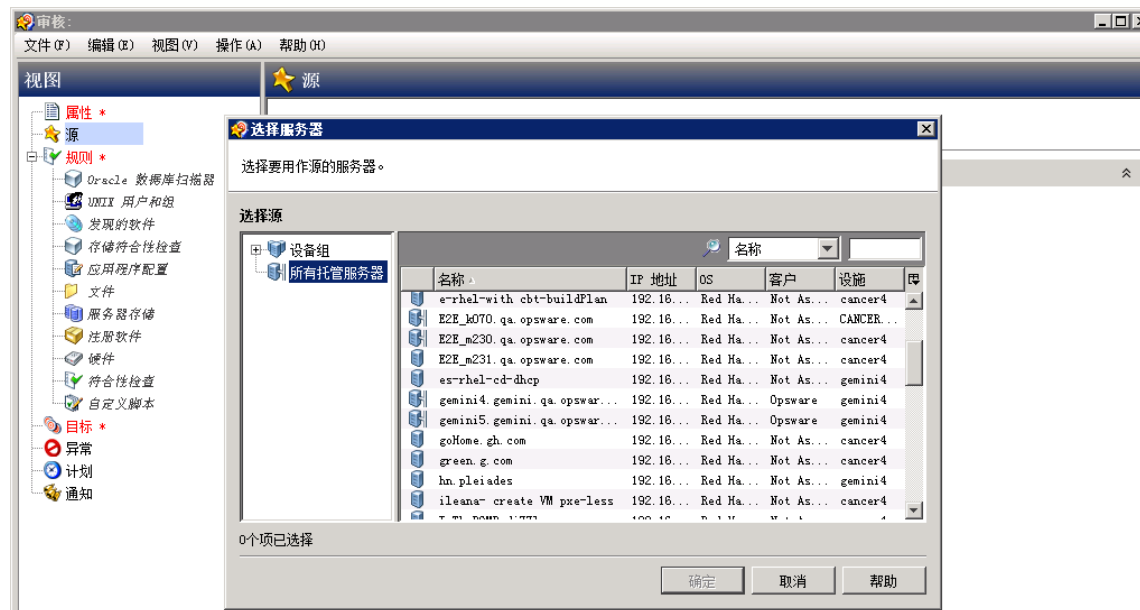 审核:
文件(F) 编辑(E) 视图(V) 操作(A) 帮助(H)
视图
源
属性 *
源
规则 *
Oracle 数据库扫描器
UNIX 用户和组
发现的软件
存储符合性检查
应用程序配置
文件
服务器存储
注册软件
硬件
符合性检查
自定义脚本
目标 *
异常
计划
通知
选择服务器
选择要用作源的服务器。
选择源
设备组
所有托管服务器
名称
名称 IP 地址 OS 客户 设施
e-rhel-with cbt-buildPlan 192.16... Red Ha... Not As... cancer4
E2E_k070.qa.opsware.com 192.16... Red Ha... Not As... CANCER...
E2E_m230.qa.opsware.com 192.16... Red Ha... Not As... cancer4
E2E_m231.qa.opsware.com 192.16... Red Ha... Not As... cancer4
es-rhel-cd-dhcp 192.16... Red Ha... Not As... gemini4
gemini4.gemini.qa.opswar... 192.16... Red Ha... Opsware gemini4
gemini5.gemini.qa.opswar... 192.16... Red Ha... Opsware gemini4
goHome.gh.com 192.16... Red Ha... Not As... cancer4
green.g.com 192.16... Red Ha... Not As... cancer4
hn.pleiades 192.16... Red Ha... Not As... gemini4
ileana- create VM pxe-less 192.16... Red Ha... Not As... cancer4
0个项已选择
确定 取消 帮助